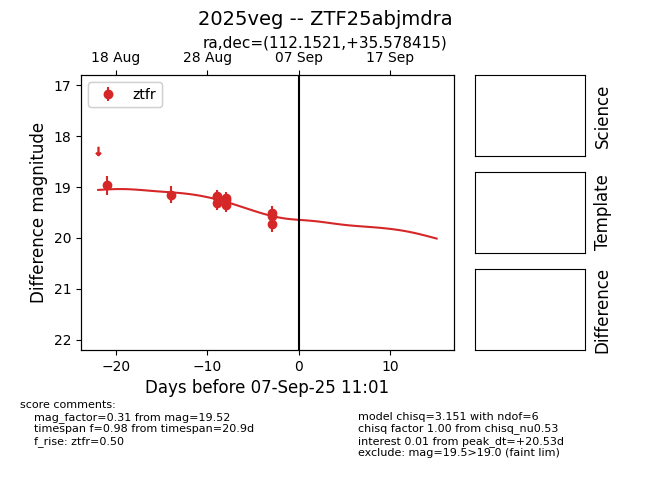 2025veg -- ZTF25abjmdra
ra,dec=(112.1521,+35.578415)
18 Aug 28 Aug 07 Sep 17 Sep
17
18
19
20
21
22
Difference magnitude
ztfr
−20 −10 0 10
Days before 07-Sep-25 11:01
Science
Template
Difference
score comments:
mag_factor=0.31 from mag=19.52
timespan f=0.98 from timespan=20.9d
f_rise: ztfr=0.50
model chisq=3.151 with ndof=6
chisq factor 1.00 from chisq_nu0.53
interest 0.01 from peak_dt=+20.53d
exclude: mag=19.5>19.0 (faint lim)